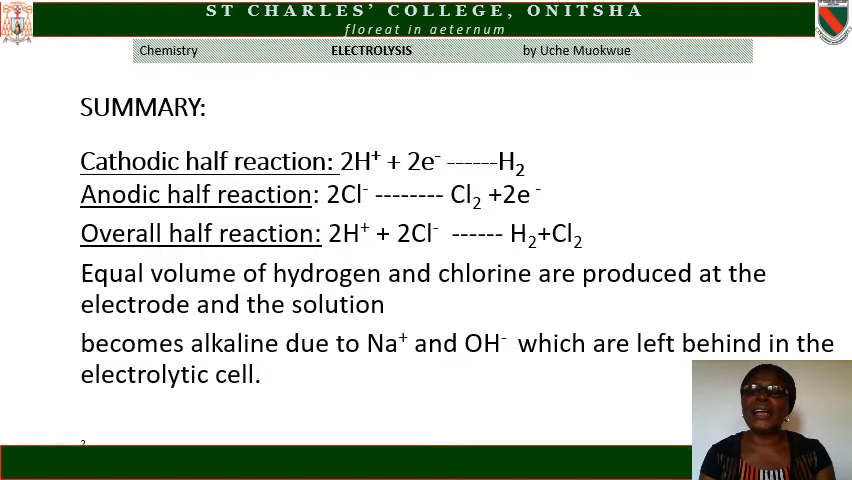 ST CHARLES’ COLLEGE, ONITSHA
floreat in aeternum
Chemistry ELECTROLYSIS by Uche Muokwue
SUMMARY:
Cathodic half reaction: 2H⁺ + 2e⁻ ------H₂
Anodic half reaction: 2Cl⁻ -------- Cl₂ +2e ⁻
Overall half reaction: 2H⁺ + 2Cl⁻ ------ H₂+Cl₂
Equal volume of hydrogen and chlorine are produced at the
electrode and the solution
becomes alkaline due to Na⁺ and OH⁻ which are left behind in the
electrolytic cell.
2